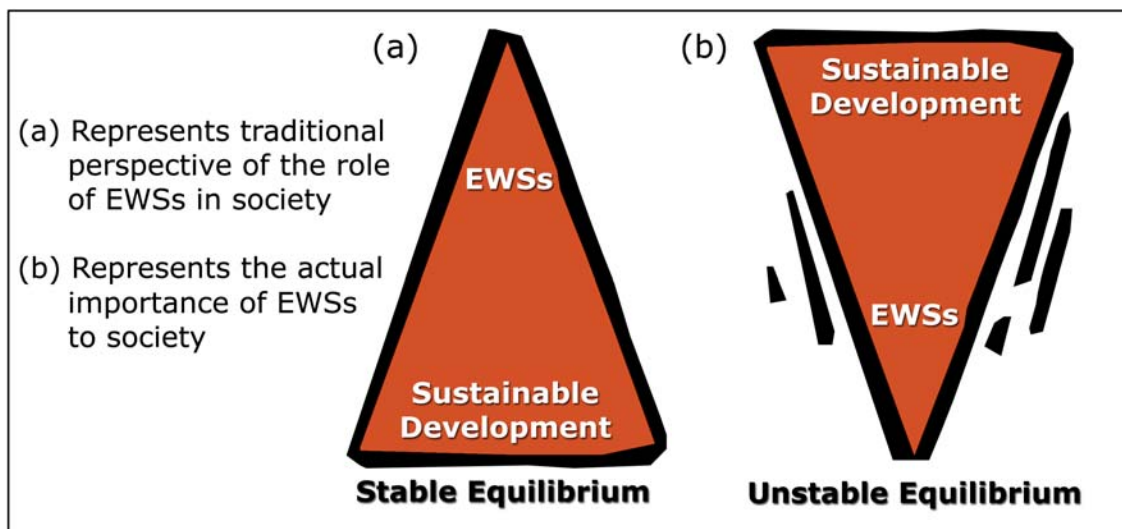 (a) Represents traditional
perspective of the role
of EWSs in society
(b) Represents the actual
importance of EWSs
to society
(a)
EWSs
Sustainable
Development
Stable Equilibrium
(b)
Sustainable
Development
EWSs
Unstable Equilibrium